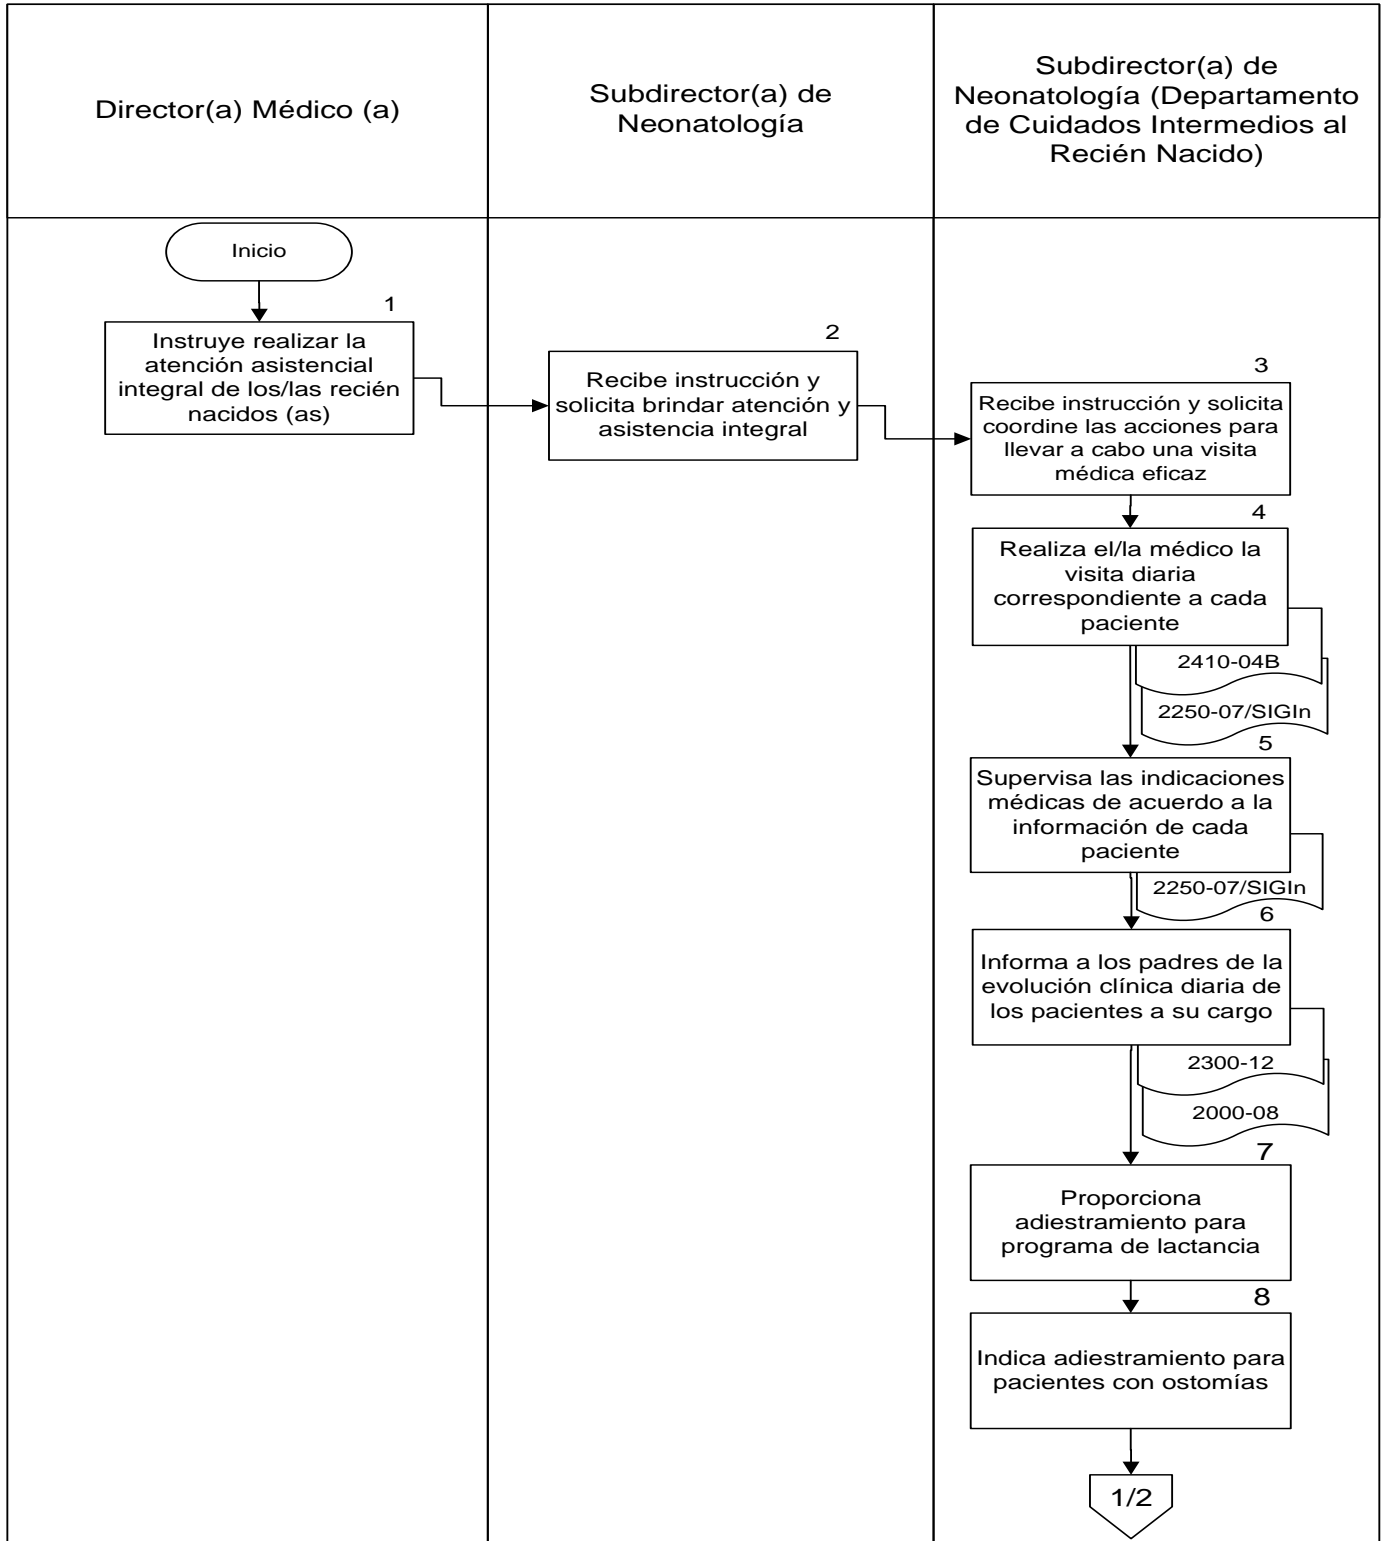 Director(a) Médico (a)
Subdirector(a) de
Neonatología
Subdirector(a) de
Neonatología (Departamento
de Cuidados Intermedios al
Recién Nacido)
Inicio
1
Instruye realizar la
atención asistencial
integral de los/las recién
nacidos (as)
2
Recibe instrucción y
solicita brindar atención y
asistencia integral
3
Recibe instrucción y solicita
coordine las acciones para
llevar a cabo una visita
médica eficaz
4
Realiza el/la médico la
visita diaria
correspondiente a cada
paciente
2410-04B
2250-07/SIGIn
5
Supervisa las indicaciones
médicas de acuerdo a la
información de cada
paciente
2250-07/SIGIn
6
Informa a los padres de la
evolución clínica diaria de
los pacientes a su cargo
2300-12
2000-08
7
Proporciona
adiestramiento para
programa de lactancia
8
Indica adiestramiento para
pacientes con ostomías
1/2